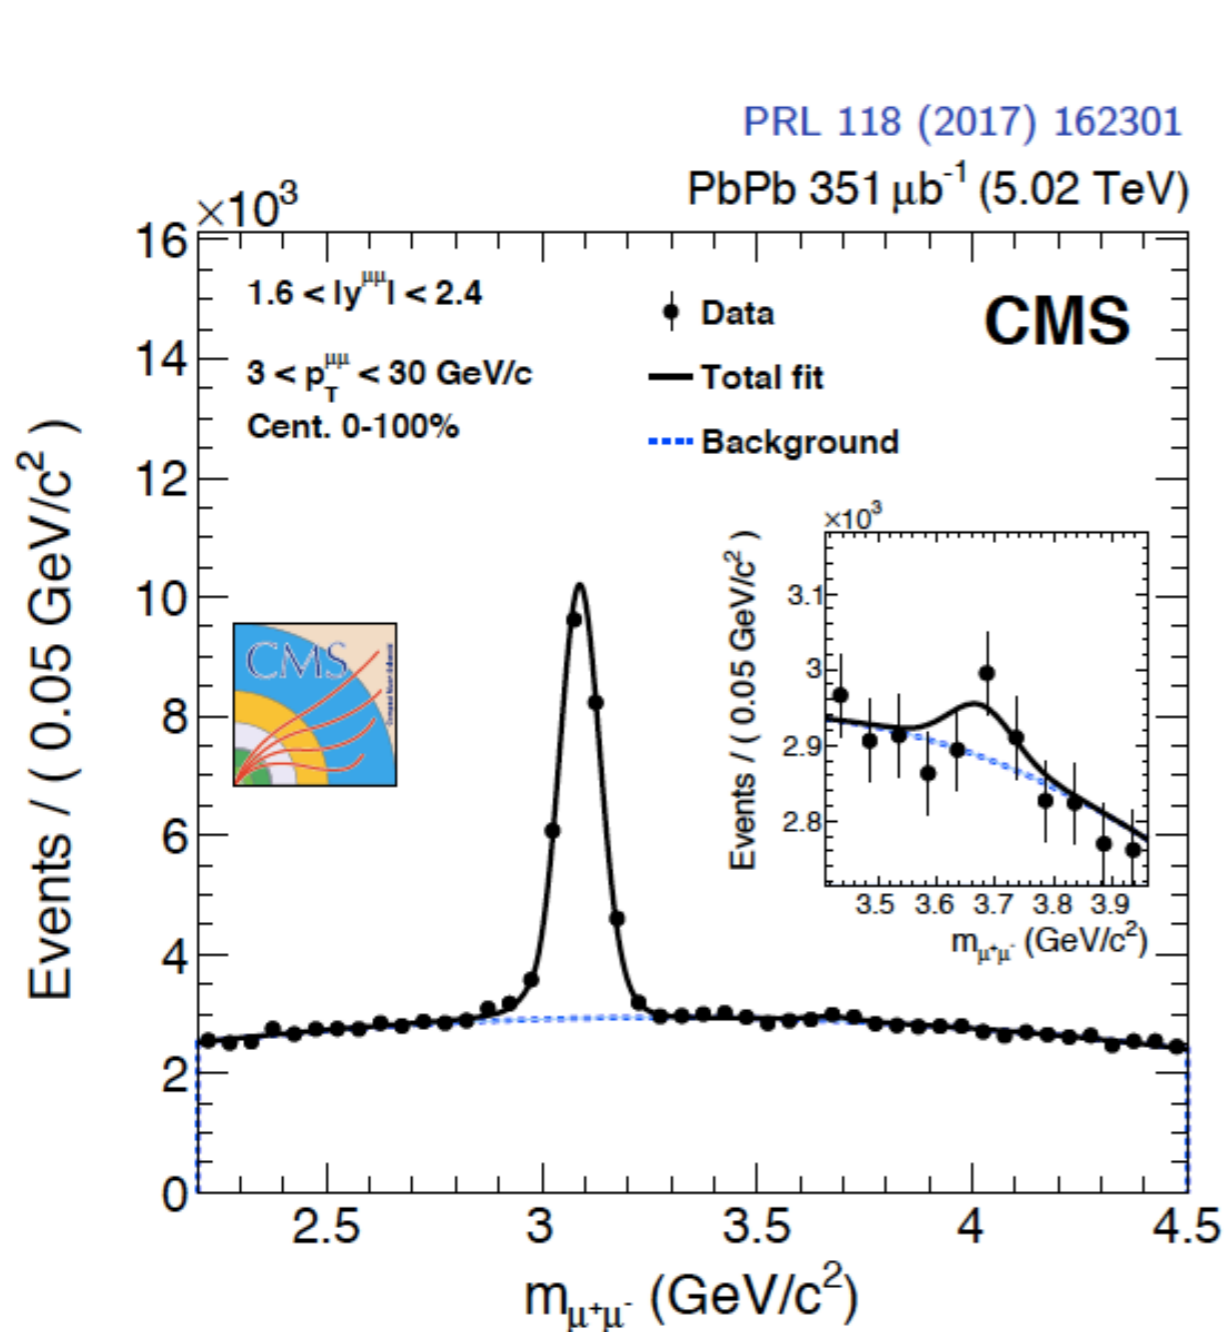 PRL 118 (2017) 162301
PbPb 351 μb⁻¹ (5.02 TeV)
×10³
16
14
12
10
8
6
4
2
0
Events / ( 0.05 GeV/c² )
1.6 < |y^μμ| < 2.4
3 < p_T^μμ < 30 GeV/c
Cent. 0-100%
Data
Total fit
Background
CMS
CMS
×10³
Events / ( 0.05 GeV/c² )
3.1
3
2.9
2.8
3.5 3.6 3.7 3.8 3.9
m_μ⁺μ⁻ (GeV/c²)
2.5 3 3.5 4 4.5
m_μ⁺μ⁻ (GeV/c²)